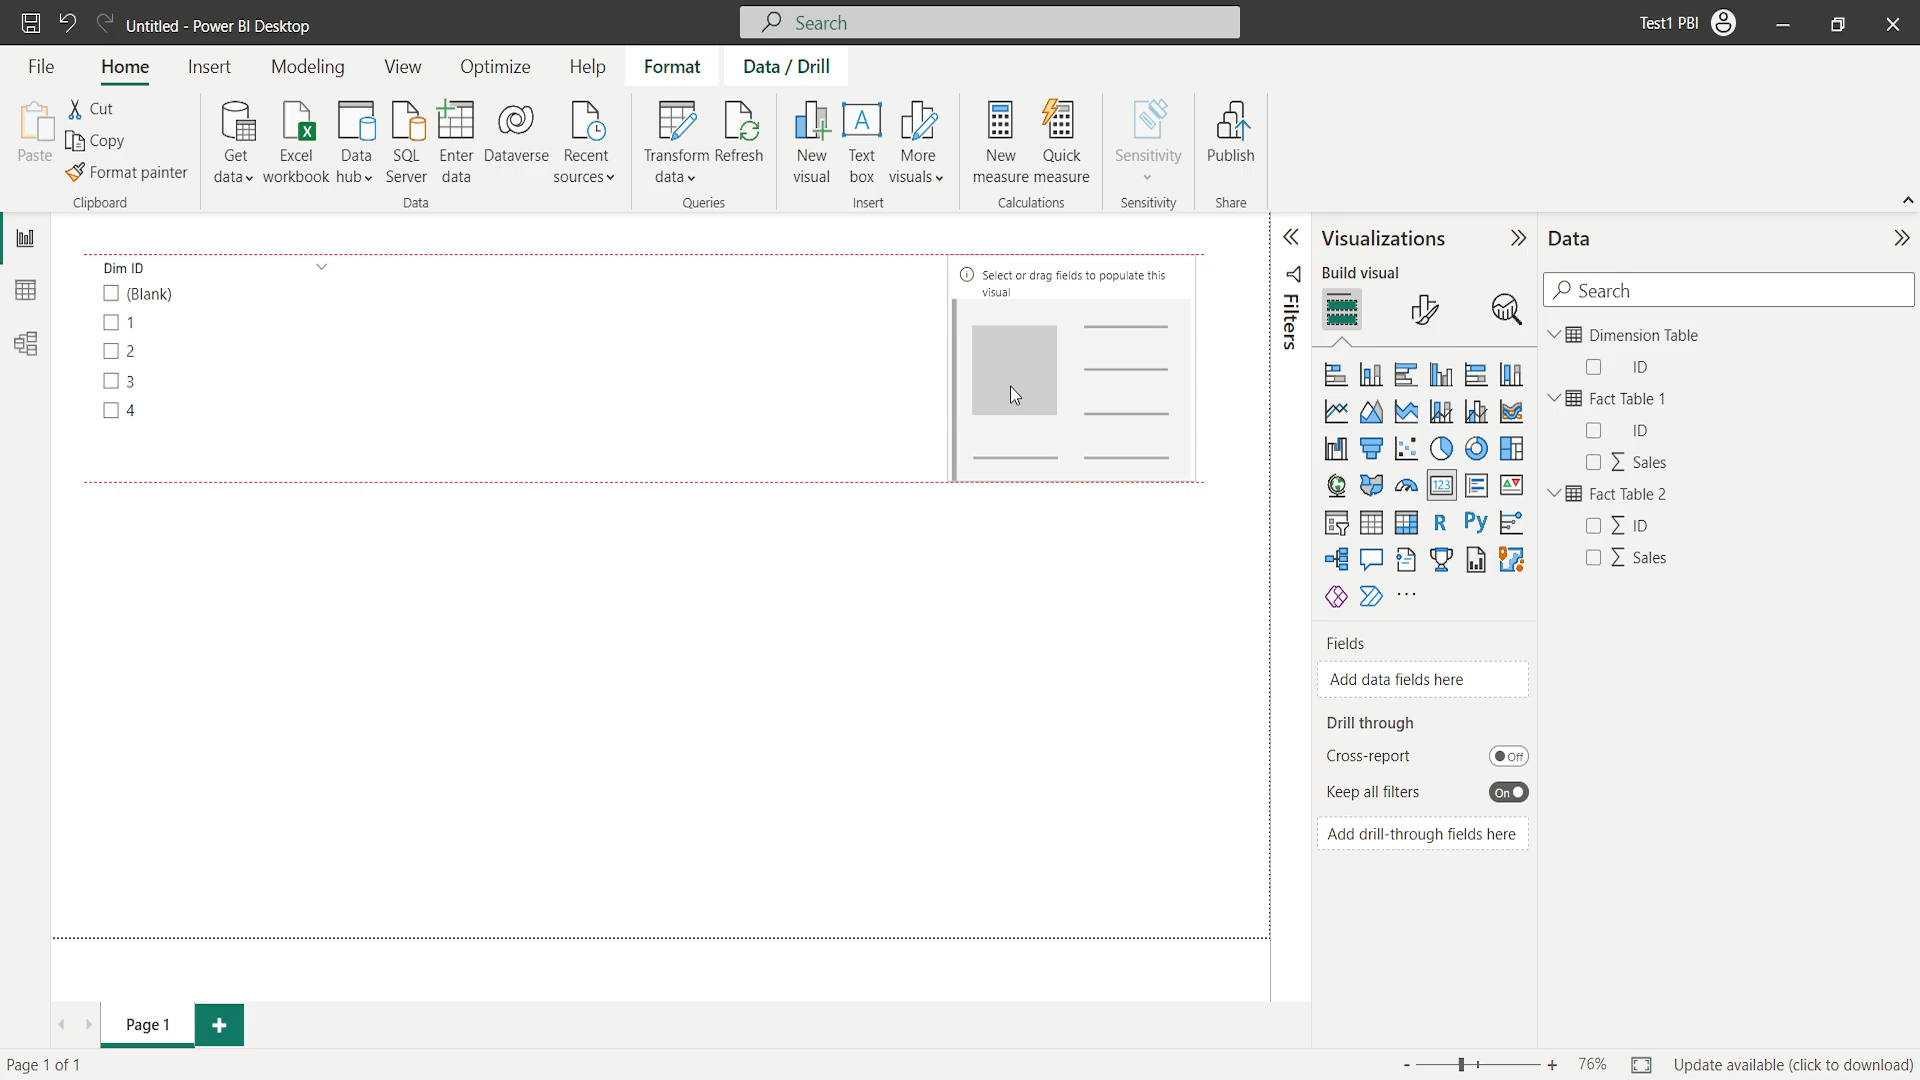 Untitled - Power BI Desktop
Search
Test1 PBI
File
Home
Insert
Modeling
View
Optimize
Help
Format
Data / Drill
Paste
Cut
Copy
Format painter
Clipboard
Get
data
Excel
workbook
Data
hub
SQL
Server
Enter
data
Dataverse
Recent
sources
Data
Transform
data
Refresh
Queries
New
visual
A
Text
box
More
visuals
Insert
New
measure
Quick
measure
Calculations
Sensitivity
Sensitivity
Publish
Share
Dim ID
(Blank)
1
2
3
4
Select or drag fields to populate this
visual
Filters
Visualizations
Build visual
123
R
Py
Fields
Add data fields here
Drill through
Cross-report
Off
Keep all filters
On
Add drill-through fields here
Data
Search
Dimension Table
ID
Fact Table 1
ID
∑ Sales
Fact Table 2
∑ ID
∑ Sales
Page 1
+
Page 1 of 1
- +
76%
Update available (click to download)